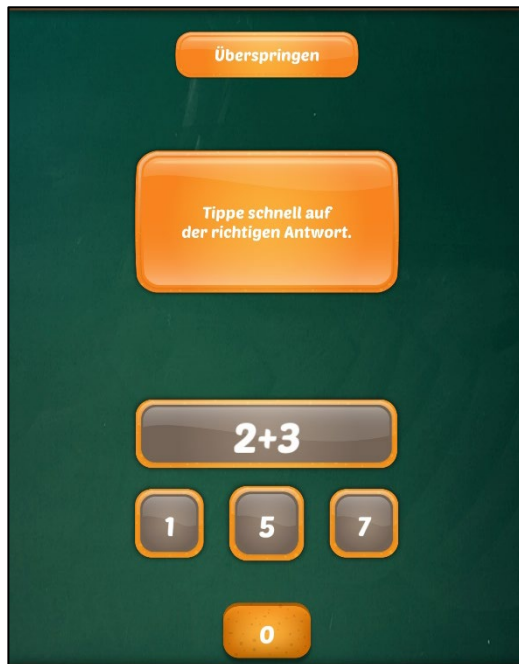 Überspringen
Tippe schnell auf
der richtigen Antwort.
2+3
1 5 7
0